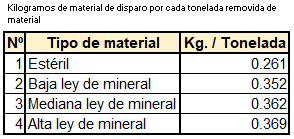 Kilogramos de material de disparo por cada tonelada removida de
material
Nº Tipo de material Kg. / Tonelada
1 Estéril 0.261
2 Baja ley de mineral 0.352
3 Mediana ley de mineral 0.362
4 Alta ley de mineral 0.369